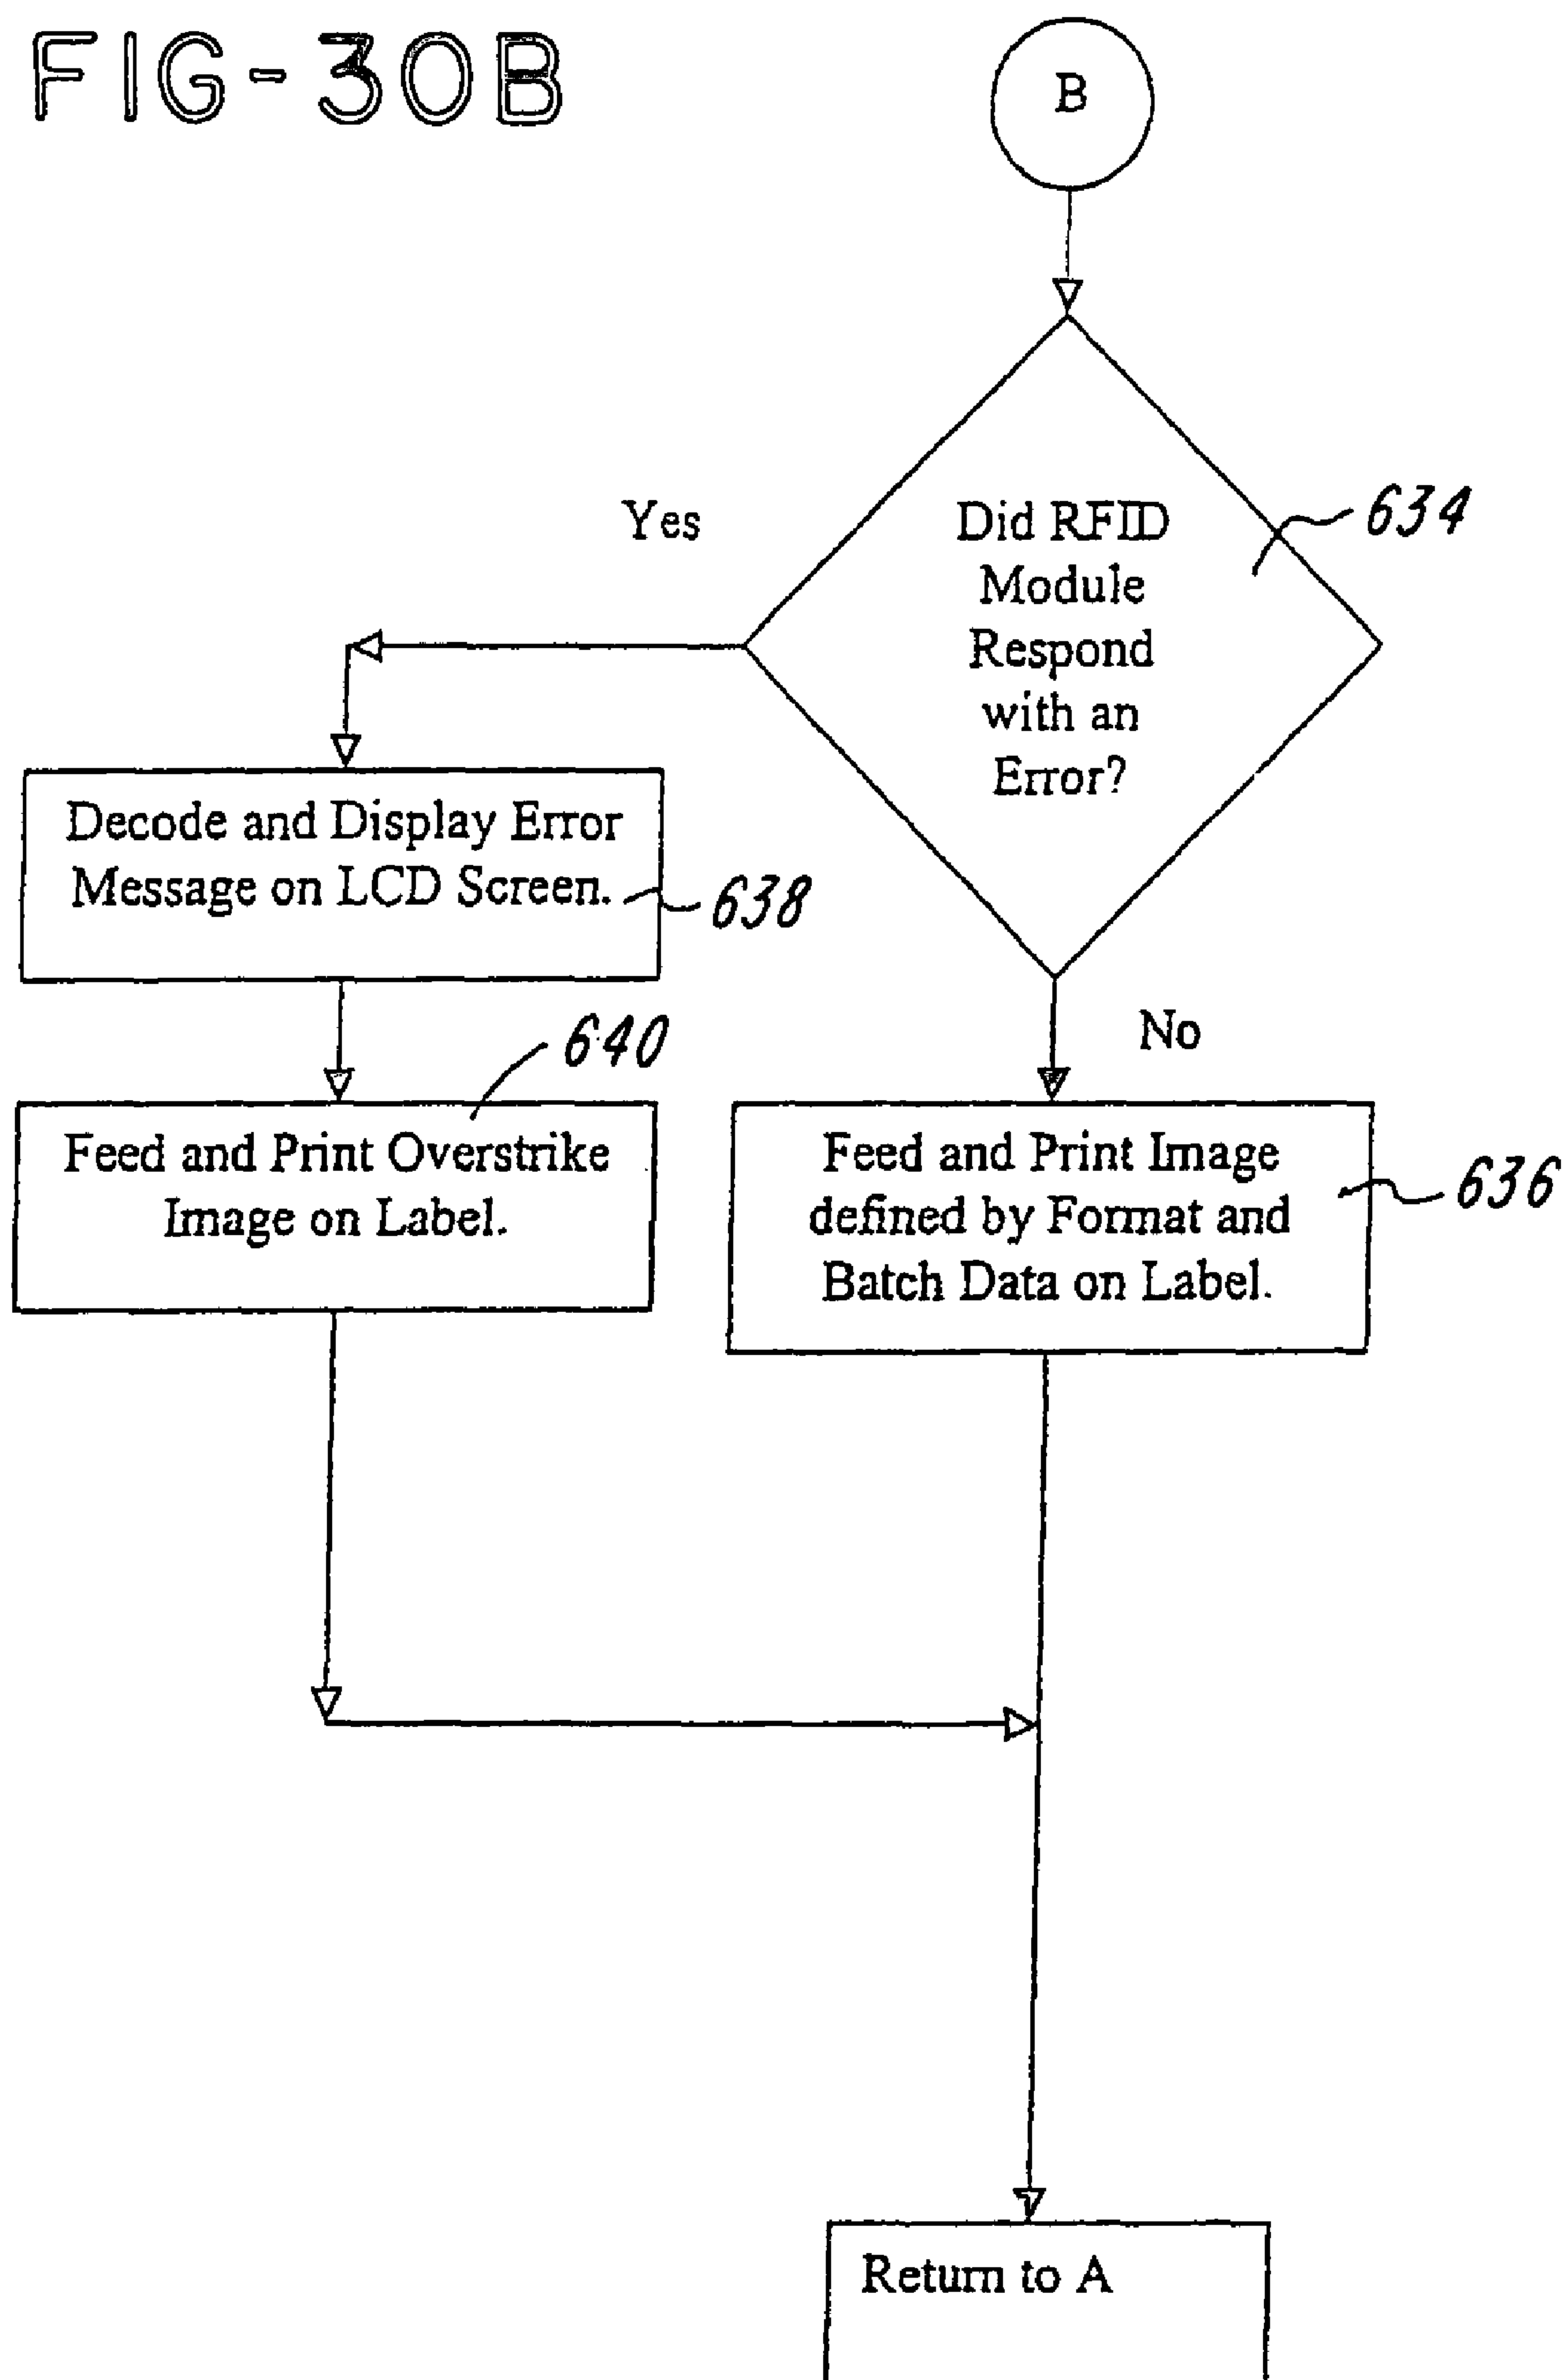 FIG-30B
B
Yes
Did RFID
Module
Respond
with an
Error?
634
Decode and Display Error
Message on LCD Screen.
638
No
640
Feed and Print Overstrike
Image on Label.
Feed and Print Image
defined by Format and
Batch Data on Label.
636
Return to A